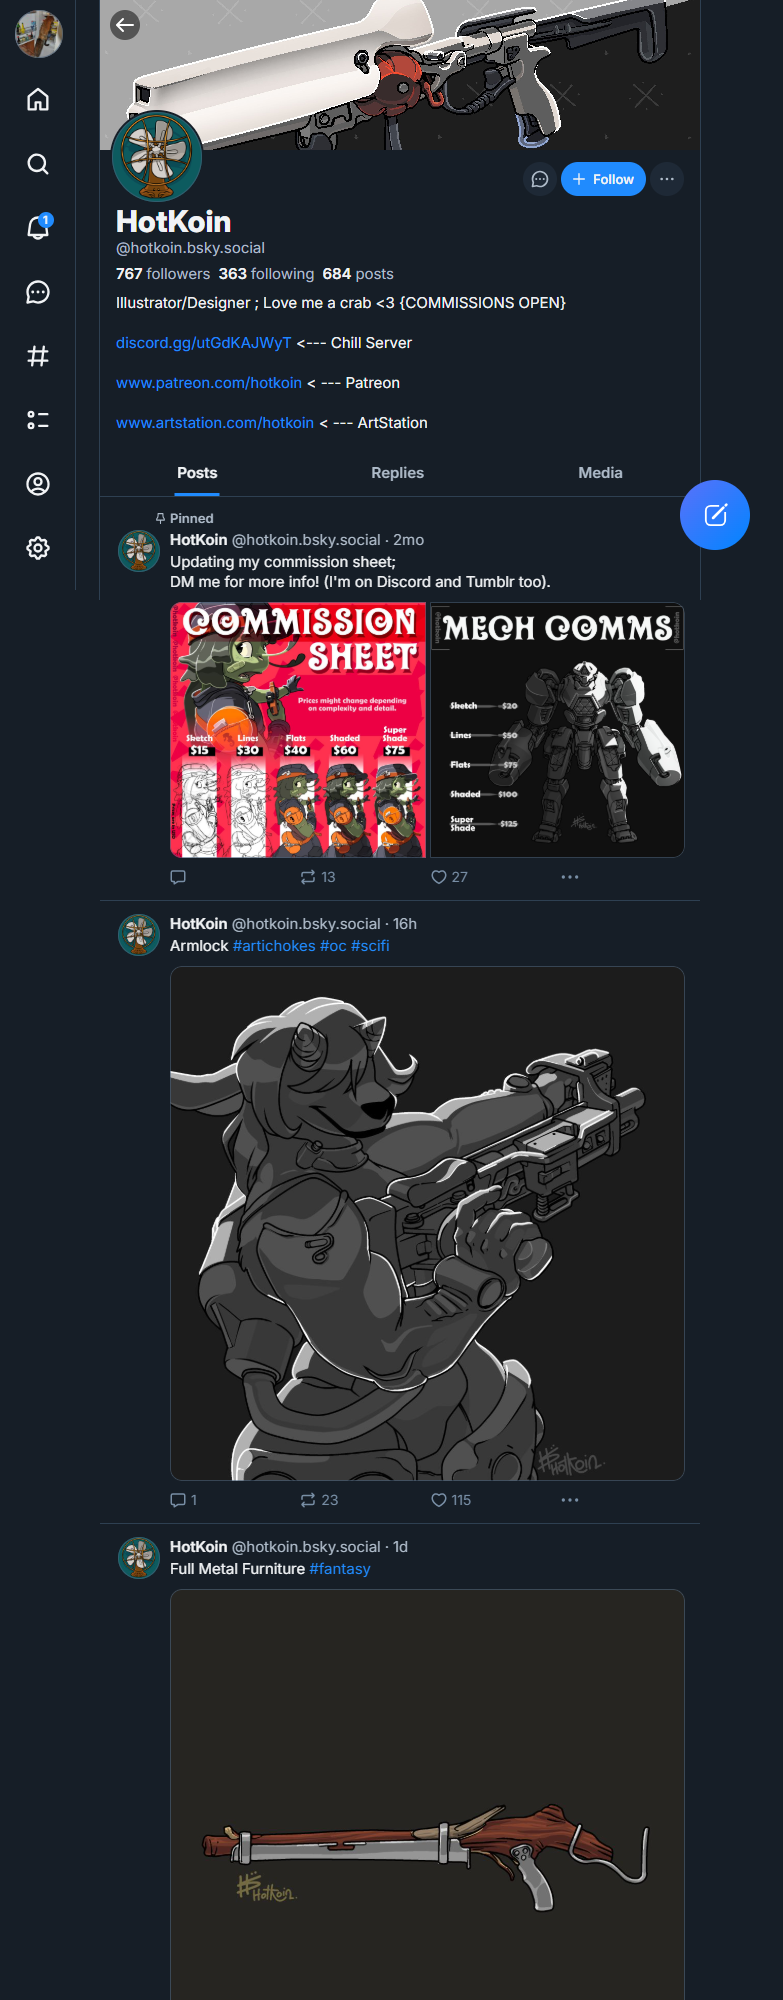 1
Follow
HotKoin
@hotkoin.bsky.social
767 followers 363 following 684 posts
Illustrator/Designer ; Love me a crab <3 {COMMISSIONS OPEN}
discord.gg/utGdKAJWyT <--- Chill Server
www.patreon.com/hotkoin < --- Patreon
www.artstation.com/hotkoin < --- ArtStation
Posts Replies Media
Pinned
HotKoin @hotkoin.bsky.social · 2mo
Updating my commission sheet;
DM me for more info! (I'm on Discord and Tumblr too).
COMMISSION
SHEET
Prices might change depending
on complexity and detail.
Sketch Lines Flats Shaded Super Shade
$15 $30 $40 $60 $75
MECH COMMS
Sketch $20
Lines $50
Flats $75
Shaded $100
Super
Shade $125
13 27
HotKoin @hotkoin.bsky.social · 16h
Armlock #artichokes #oc #scifi
HotKoin.
1 23 115
HotKoin @hotkoin.bsky.social · 1d
Full Metal Furniture #fantasy
HotKoin.